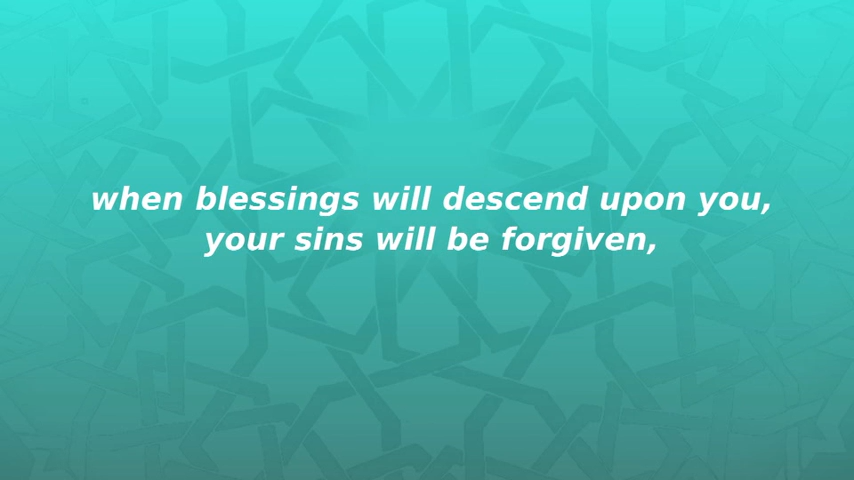 when blessings will descend upon you,
your sins will be forgiven,